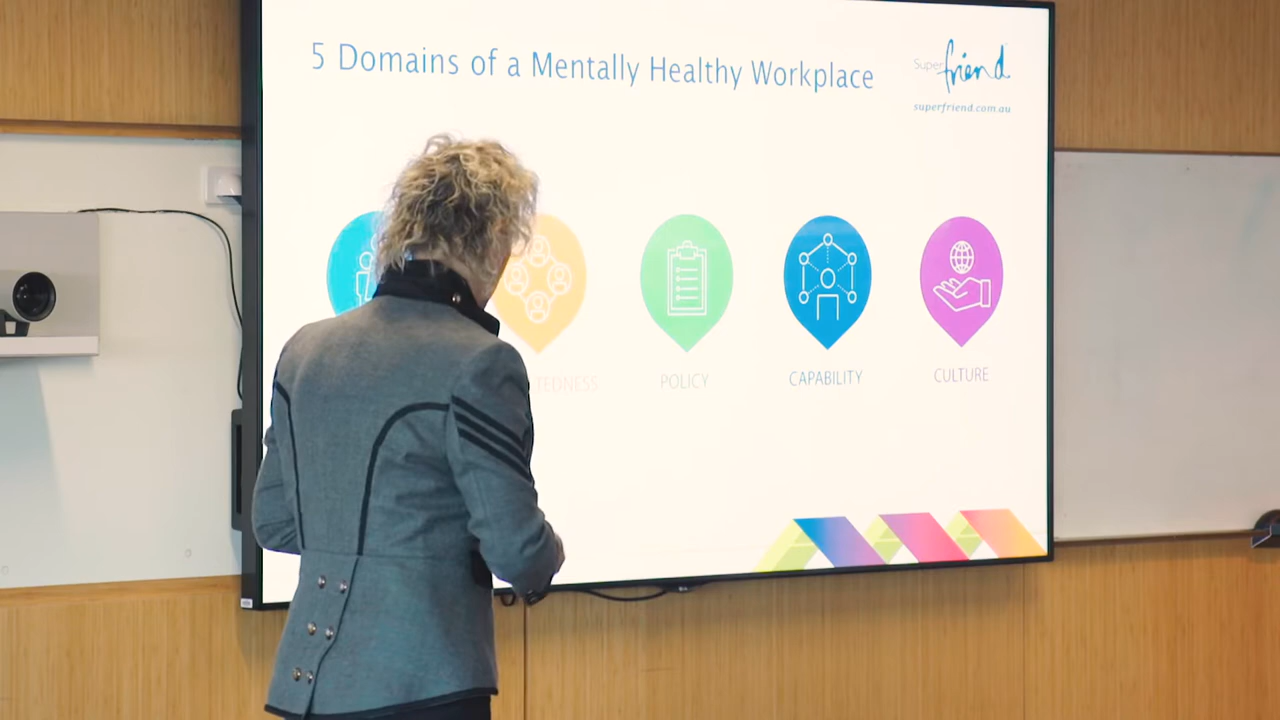 5 Domains of a Mentally Healthy Workplace
Super friend
superfriend.com.au
POLICY
CAPABILITY
CULTURE